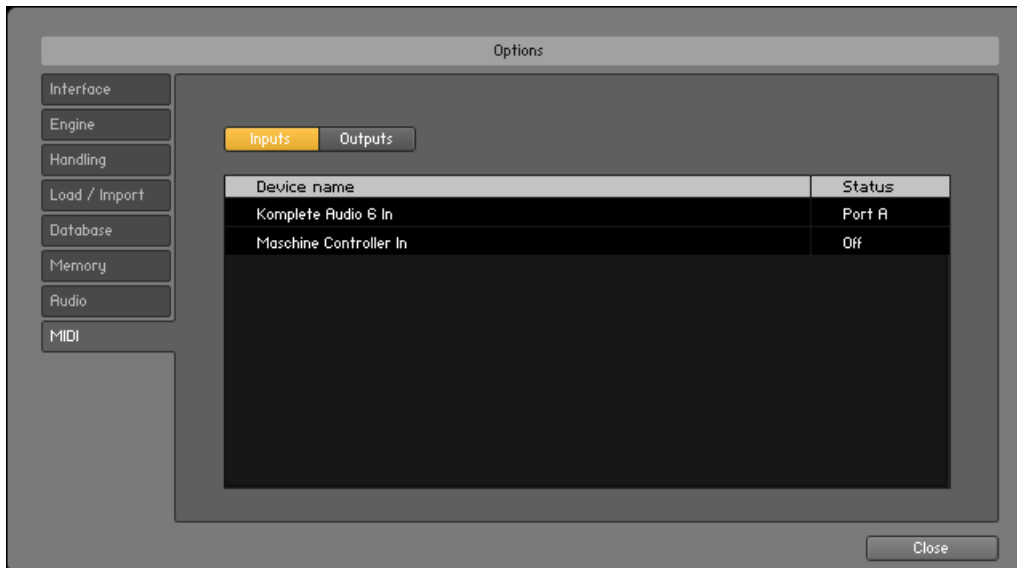 Options
Interface
Engine
Handling
Load / Import
Database
Memory
Audio
MIDI
Inputs Outputs
Device name Status
Komplete Audio 6 In Port A
Maschine Controller In Off
Close